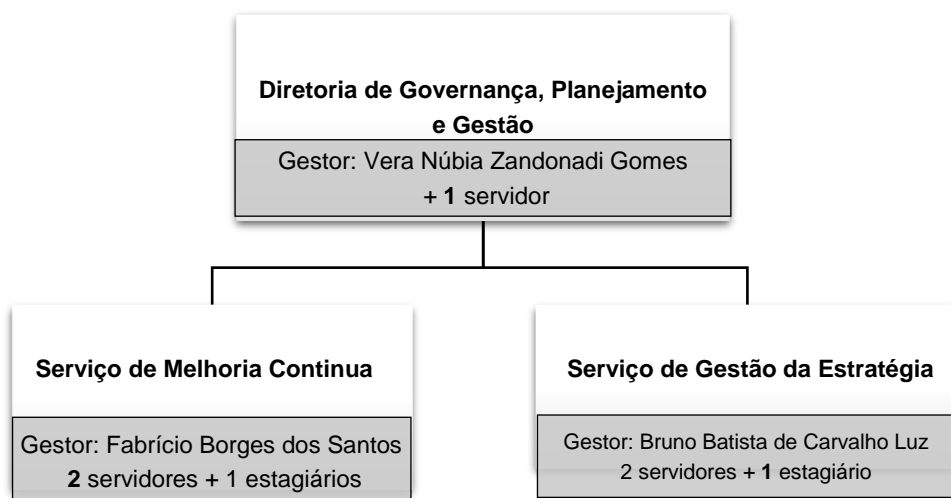 Diretoria de Governança, Planejamento
e Gestão
Gestor: Vera Núbia Zandonadi Gomes
+ 1 servidor
Serviço de Melhoria Continua
Gestor: Fabrício Borges dos Santos
2 servidores + 1 estagiários
Serviço de Gestão da Estratégia
Gestor: Bruno Batista de Carvalho Luz
2 servidores + 1 estagiário